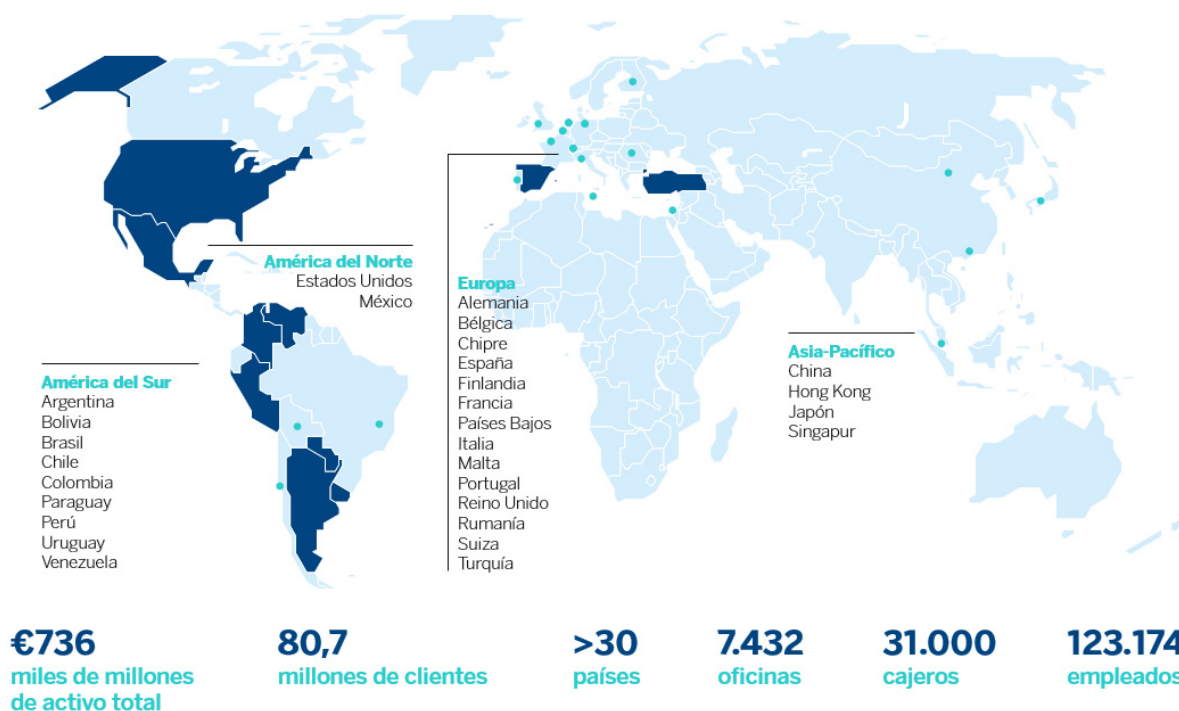 América del Norte
Estados Unidos
México
América del Sur
Argentina
Bolivia
Brasil
Chile
Colombia
Paraguay
Perú
Uruguay
Venezuela
Europa
Alemania
Bélgica
Chipre
España
Finlandia
Francia
Países Bajos
Italia
Malta
Portugal
Reino Unido
Rumanía
Suiza
Turquía
Asia-Pacífico
China
Hong Kong
Japón
Singapur
€736
miles de millones
de activo total
80,7
millones de clientes
>30
países
7.432
oficinas
31.000
cajeros
123.174
empleados